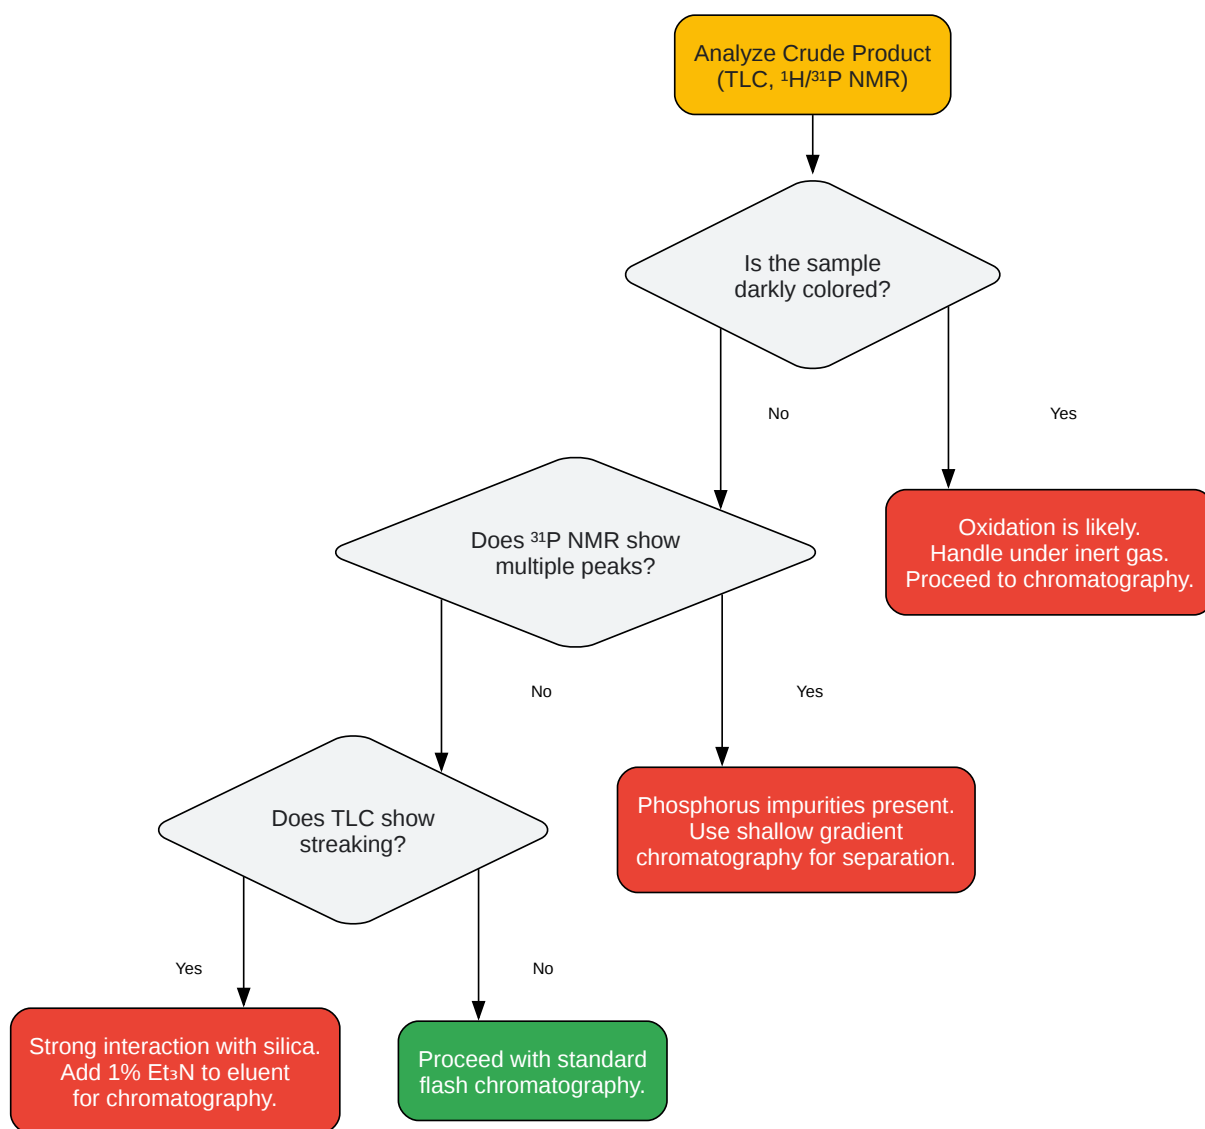 Analyze Crude Product
(TLC, ¹H/³¹P NMR)
Is the sample
darkly colored?
No
Yes
Does ³¹P NMR show
multiple peaks?
Oxidation is likely.
Handle under inert gas.
Proceed to chromatography.
No
Yes
Does TLC show
streaking?
Phosphorus impurities present.
Use shallow gradient
chromatography for separation.
Yes
No
Strong interaction with silica.
Add 1% Et₃N to eluent
for chromatography.
Proceed with standard
flash chromatography.